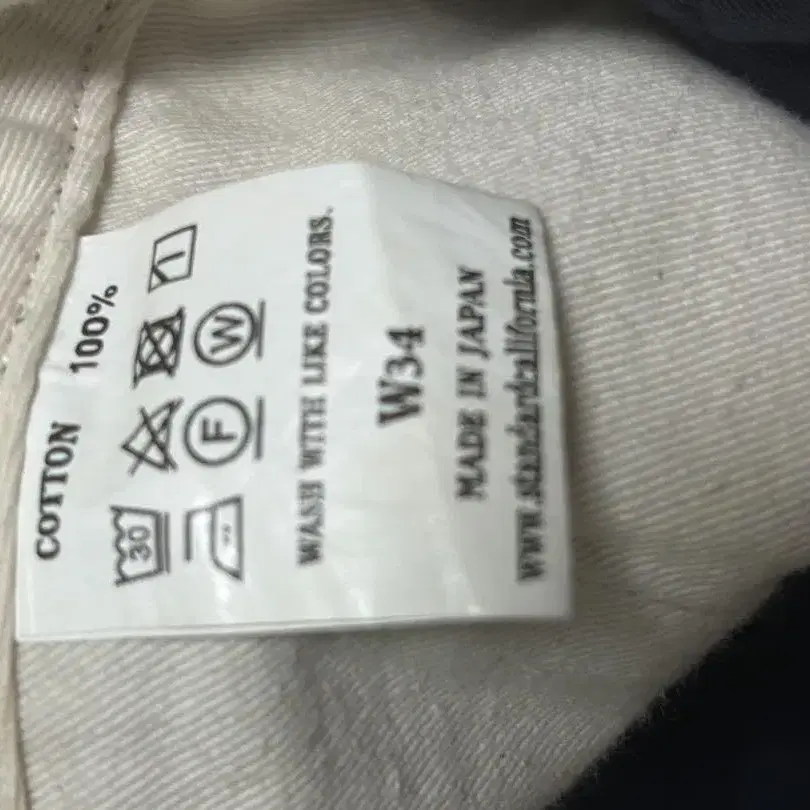 COTTON 100%
30
F W
WASH WITH LIKE COLORS.
W34
MADE IN JAPAN
www.standardcalifornia.com